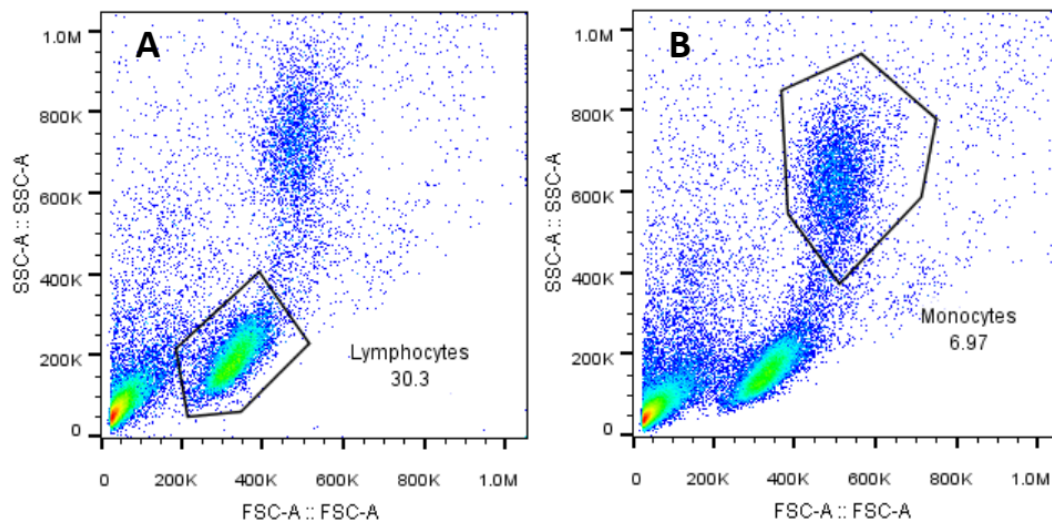 A
1.0M
800K
600K
400K
200K
0
SSC-A :: SSC-A
Lymphocytes
30.3
0 200K 400K 600K 800K 1.0M
FSC-A :: FSC-A
B
1.0M
800K
600K
400K
200K
0
SSC-A :: SSC-A
Monocytes
6.97
0 200K 400K 600K 800K 1.0M
FSC-A :: FSC-A